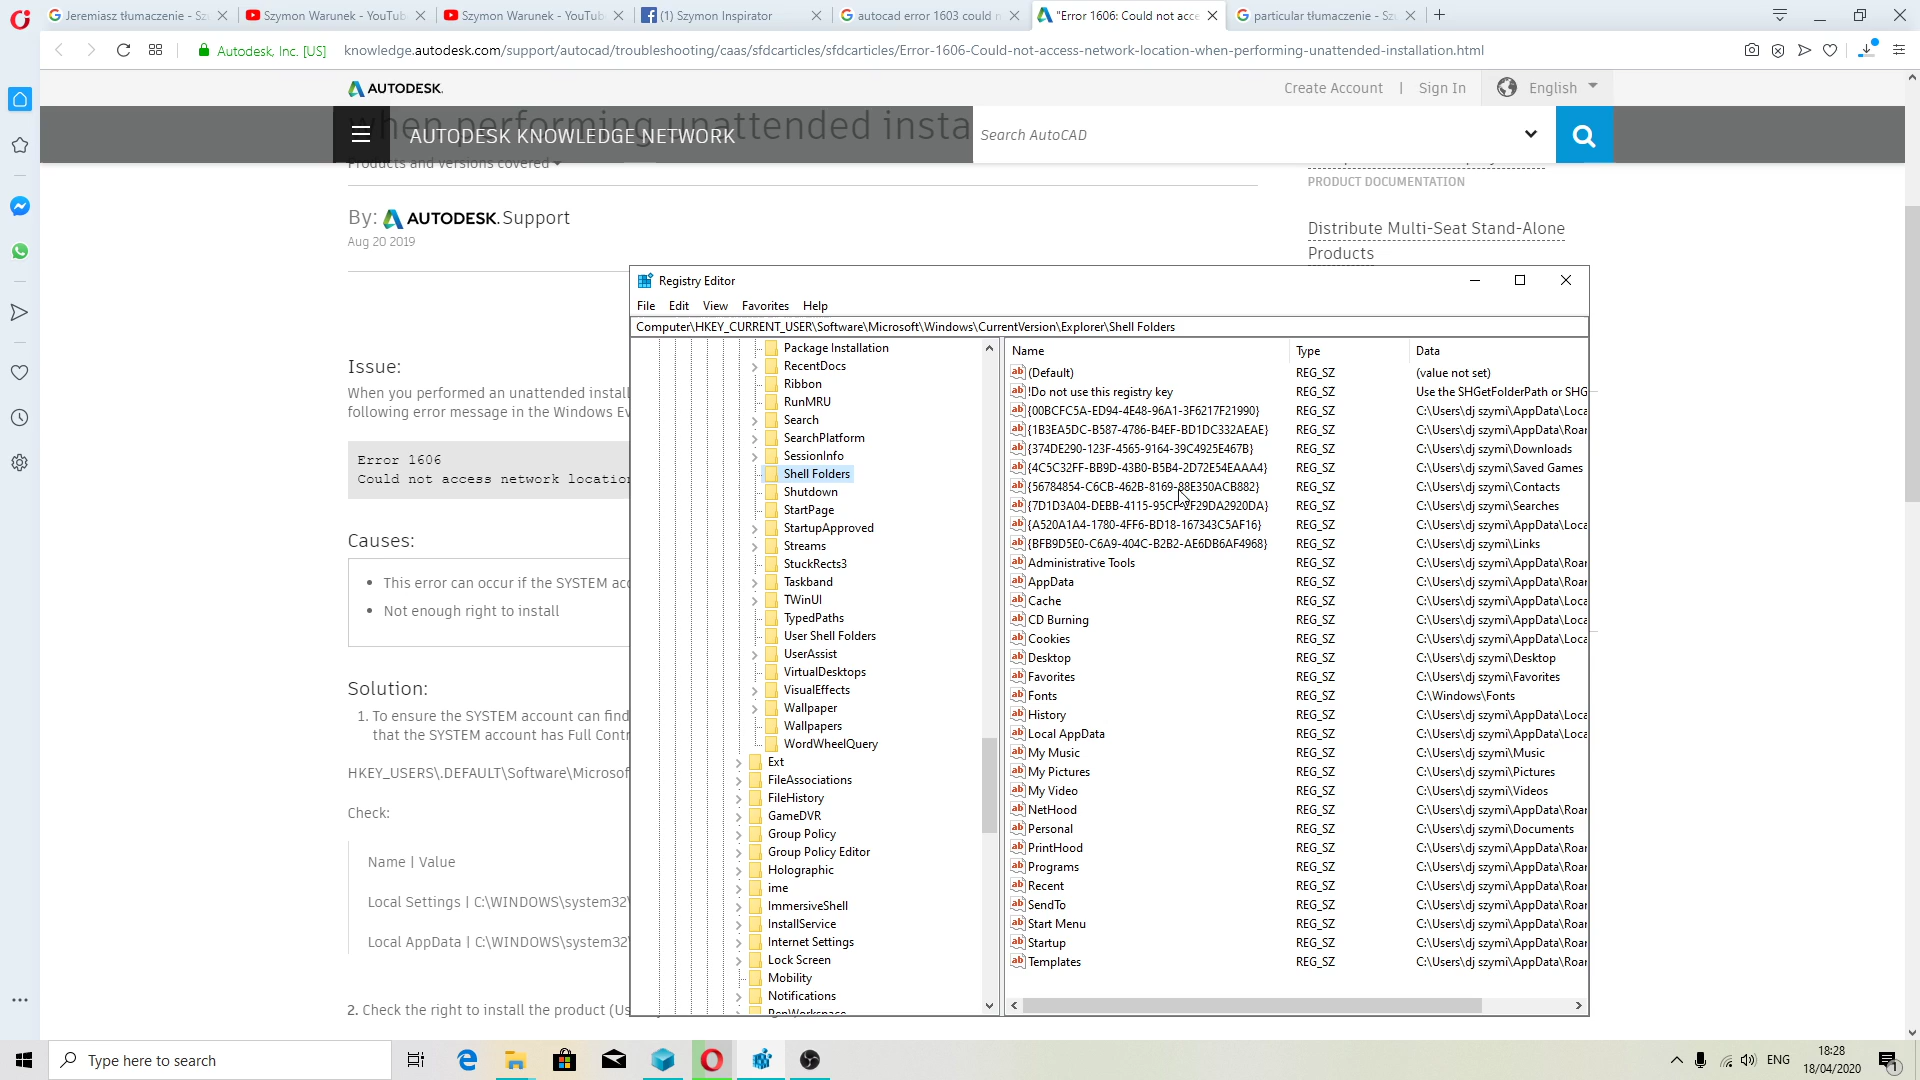 Jeremiasz tłumaczenie - Sz
Szymon Warunek - YouTub
Szymon Warunek - YouTub
(1) Szymon Inspirator
autocad error 1603 could n
"Error 1606: Could not acce
particular tłumaczenie - Szu
Autodesk, Inc. [US]
knowledge.autodesk.com/support/autocad/troubleshooting/caas/sfdcarticles/sfdcarticles/Error-1606-Could-not-access-network-location-when-performing-unattended-installation.html
AUTODESK.
Create Account | Sign In
English
when performing unattended insta
AUTODESK KNOWLEDGE NETWORK
Search AutoCAD
Products and versions covered
PRODUCT DOCUMENTATION
By: AUTODESK. Support
Aug 20 2019
Distribute Multi-Seat Stand-Alone
Products
Issue:
When you performed an unattended install
following error message in the Windows Ev
Error 1606
Could not access network location
Causes:
This error can occur if the SYSTEM acc
Not enough right to install
Solution:
1. To ensure the SYSTEM account can find
that the SYSTEM account has Full Contr
HKEY_USERS\.DEFAULT\Software\Microsof
Check:
Name | Value
Local Settings | C:\WINDOWS\system32\
Local AppData | C:\WINDOWS\system32\
2. Check the right to install the product (Us
Registry Editor
File Edit View Favorites Help
Computer\HKEY_CURRENT_USER\Software\Microsoft\Windows\CurrentVersion\Explorer\Shell Folders
Package Installation
RecentDocs
Ribbon
RunMRU
Search
SearchPlatform
SessionInfo
Shell Folders
Shutdown
StartPage
StartupApproved
Streams
StuckRects3
Taskband
TWinUI
TypedPaths
User Shell Folders
UserAssist
VirtualDesktops
VisualEffects
Wallpaper
Wallpapers
WordWheelQuery
Ext
FileAssociations
FileHistory
GameDVR
Group Policy
Group Policy Editor
Holographic
ime
ImmersiveShell
InstallService
Internet Settings
Lock Screen
Mobility
Notifications
PenWorkspace
Name Type Data
(Default) REG_SZ (value not set)
!Do not use this registry key REG_SZ Use the SHGetFolderPath or SHG
{00BCFC5A-ED94-4E48-96A1-3F6217F21990} REG_SZ C:\Users\dj szymi\AppData\Loca
{1B3EA5DC-B587-4786-B4EF-BD1DC332AEAE} REG_SZ C:\Users\dj szymi\AppData\Roar
{374DE290-123F-4565-9164-39C4925E467B} REG_SZ C:\Users\dj szymi\Downloads
{4C5C32FF-BB9D-43B0-B5B4-2D72E54EAAA4} REG_SZ C:\Users\dj szymi\Saved Games
{56784854-C6CB-462B-8169-88E350ACB882} REG_SZ C:\Users\dj szymi\Contacts
{7D1D3A04-DEBB-4115-95CF-2F29DA2920DA} REG_SZ C:\Users\dj szymi\Searches
{A520A1A4-1780-4FF6-BD18-167343C5AF16} REG_SZ C:\Users\dj szymi\AppData\Loca
{BFB9D5E0-C6A9-404C-B2B2-AE6DB6AF4968} REG_SZ C:\Users\dj szymi\Links
Administrative Tools REG_SZ C:\Users\dj szymi\AppData\Roar
AppData REG_SZ C:\Users\dj szymi\AppData\Roar
Cache REG_SZ C:\Users\dj szymi\AppData\Loca
CD Burning REG_SZ C:\Users\dj szymi\AppData\Loca
Cookies REG_SZ C:\Users\dj szymi\AppData\Loca
Desktop REG_SZ C:\Users\dj szymi\Desktop
Favorites REG_SZ C:\Users\dj szymi\Favorites
Fonts REG_SZ C:\Windows\Fonts
History REG_SZ C:\Users\dj szymi\AppData\Loca
Local AppData REG_SZ C:\Users\dj szymi\AppData\Loca
My Music REG_SZ C:\Users\dj szymi\Music
My Pictures REG_SZ C:\Users\dj szymi\Pictures
My Video REG_SZ C:\Users\dj szymi\Videos
NetHood REG_SZ C:\Users\dj szymi\AppData\Roar
Personal REG_SZ C:\Users\dj szymi\Documents
PrintHood REG_SZ C:\Users\dj szymi\AppData\Roar
Programs REG_SZ C:\Users\dj szymi\AppData\Roar
Recent REG_SZ C:\Users\dj szymi\AppData\Roar
SendTo REG_SZ C:\Users\dj szymi\AppData\Roar
Start Menu REG_SZ C:\Users\dj szymi\AppData\Roar
Startup REG_SZ C:\Users\dj szymi\AppData\Roar
Templates REG_SZ C:\Users\dj szymi\AppData\Roar
Type here to search
ENG
18:28
18/04/2020
1